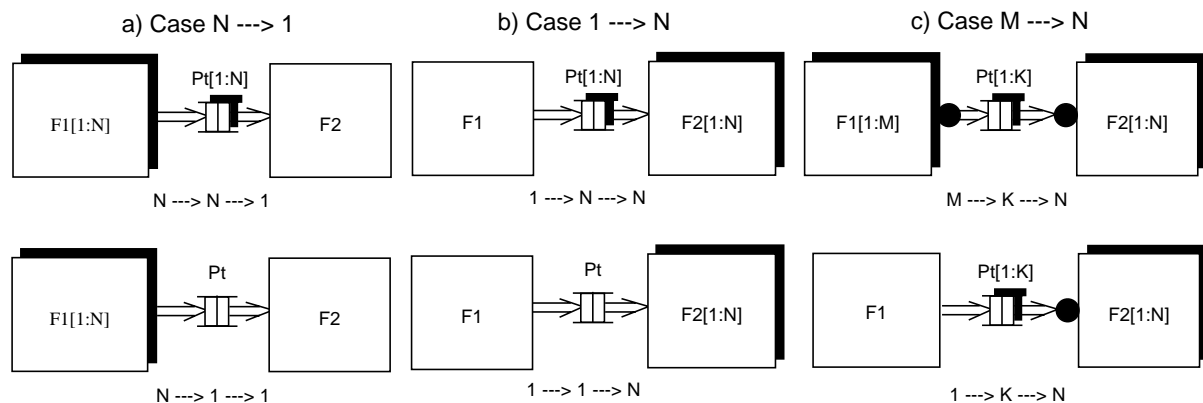 a) Case N ---> 1
b) Case 1 ---> N
c) Case M ---> N
F1[1:N]
Pt[1:N]
F2
N ---> N ---> 1
F1
Pt[1:N]
F2[1:N]
1 ---> N ---> N
F1[1:M]
Pt[1:K]
F2[1:N]
M ---> K ---> N
F1[1:N]
Pt
F2
N ---> 1 ---> 1
F1
Pt
F2[1:N]
1 ---> 1 ---> N
F1
Pt[1:K]
F2[1:N]
1 ---> K ---> N